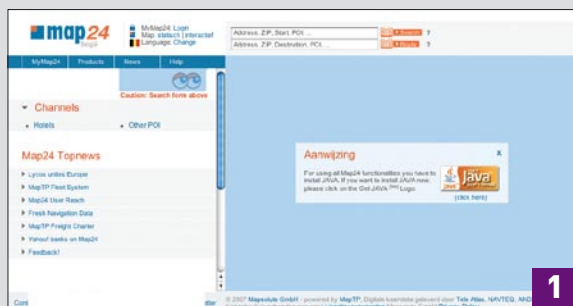 map24
België
MyMap24: Login
Map: statisch | interactief
Language: Change
Address, ZIP, Start, POI, ...
Search ?
Address, ZIP, Destination, POI, ...
Route ?
MyMap24 Products News Help
Caution: Search form above
Channels
Hotels
Other POI
Map24 Topnews
Lycos unites Europe
MapTP Fleet System
Map24 User Reach
Fresh Navigation Data
MapTP Freight Charter
Yahoo! banks on Map24
Feedback!
Aanwijzing x
For using all Map24 functionalities you have to
install JAVA. If you want to install JAVA now,
please click on the Get JAVA Logo.
Java
(click here)
© 2007 Mapsolute GmbH - powered by MapTP, Digitale kaartdata geleverd door Tele Atlas, NAVTEQ, AND
1